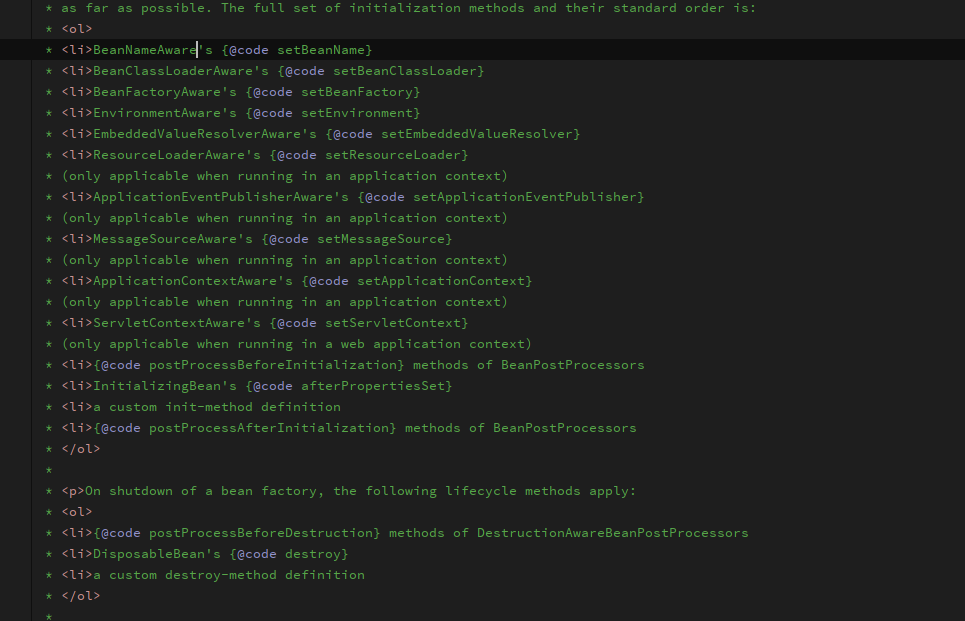 * as far as possible. The full set of initialization methods and their standard order is:
* <ol>
* <li>BeanNameAware's {@code setBeanName}
* <li>BeanClassLoaderAware's {@code setBeanClassLoader}
* <li>BeanFactoryAware's {@code setBeanFactory}
* <li>EnvironmentAware's {@code setEnvironment}
* <li>EmbeddedValueResolverAware's {@code setEmbeddedValueResolver}
* <li>ResourceLoaderAware's {@code setResourceLoader}
* (only applicable when running in an application context)
* <li>ApplicationEventPublisherAware's {@code setApplicationEventPublisher}
* (only applicable when running in an application context)
* <li>MessageSourceAware's {@code setMessageSource}
* (only applicable when running in an application context)
* <li>ApplicationContextAware's {@code setApplicationContext}
* (only applicable when running in an application context)
* <li>ServletContextAware's {@code setServletContext}
* (only applicable when running in a web application context)
* <li>{@code postProcessBeforeInitialization} methods of BeanPostProcessors
* <li>InitializingBean's {@code afterPropertiesSet}
* <li>a custom init-method definition
* <li>{@code postProcessAfterInitialization} methods of BeanPostProcessors
* </ol>
*
* <p>On shutdown of a bean factory, the following lifecycle methods apply:
* <ol>
* <li>{@code postProcessBeforeDestruction} methods of DestructionAwareBeanPostProcessors
* <li>DisposableBean's {@code destroy}
* <li>a custom destroy-method definition
* </ol>
*